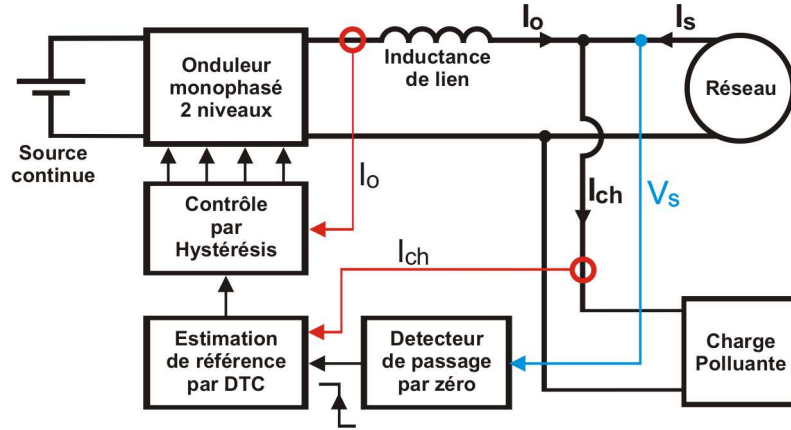 Io
Is
Onduleur
monophasé
2 niveaux
Inductance
de lien
Réseau
Source
continue
Io
Ich
Vs
Contrôle
par
Hystérésis
Ich
Estimation
de référence
par DTC
Detecteur
de passage
par zéro
Charge
Polluante